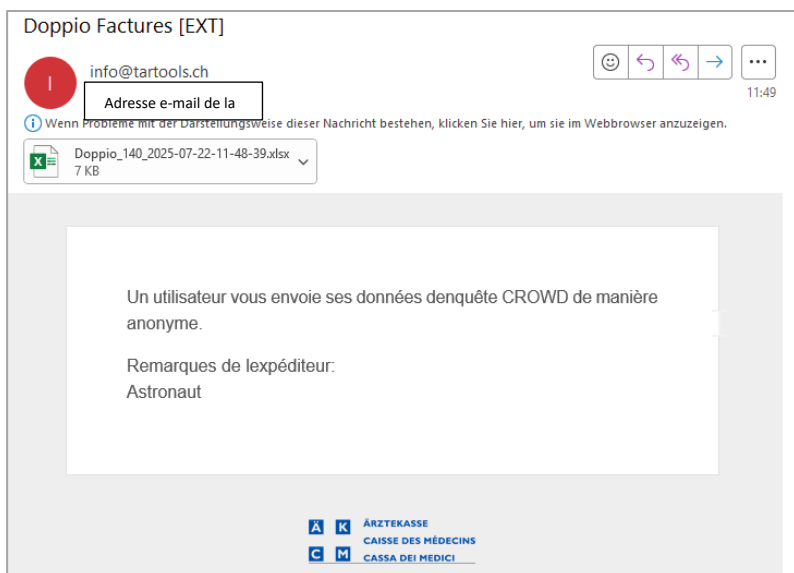 Doppio Factures [EXT]
I
info@tartools.ch
11:49
Adresse e-mail de la
Wenn Probleme mit der Darstellungsweise dieser Nachricht bestehen, klicken Sie hier, um sie im Webbrowser anzuzeigen.
Doppio_140_2025-07-22-11-48-39.xlsx
7 KB
Un utilisateur vous envoie ses données denquête CROWD de manière
anonyme.
Remarques de lexpéditeur:
Astronaut
Ä K ÄRZTEKASSE
CAISSE DES MÉDECINS
C M CASSA DEI MEDICI